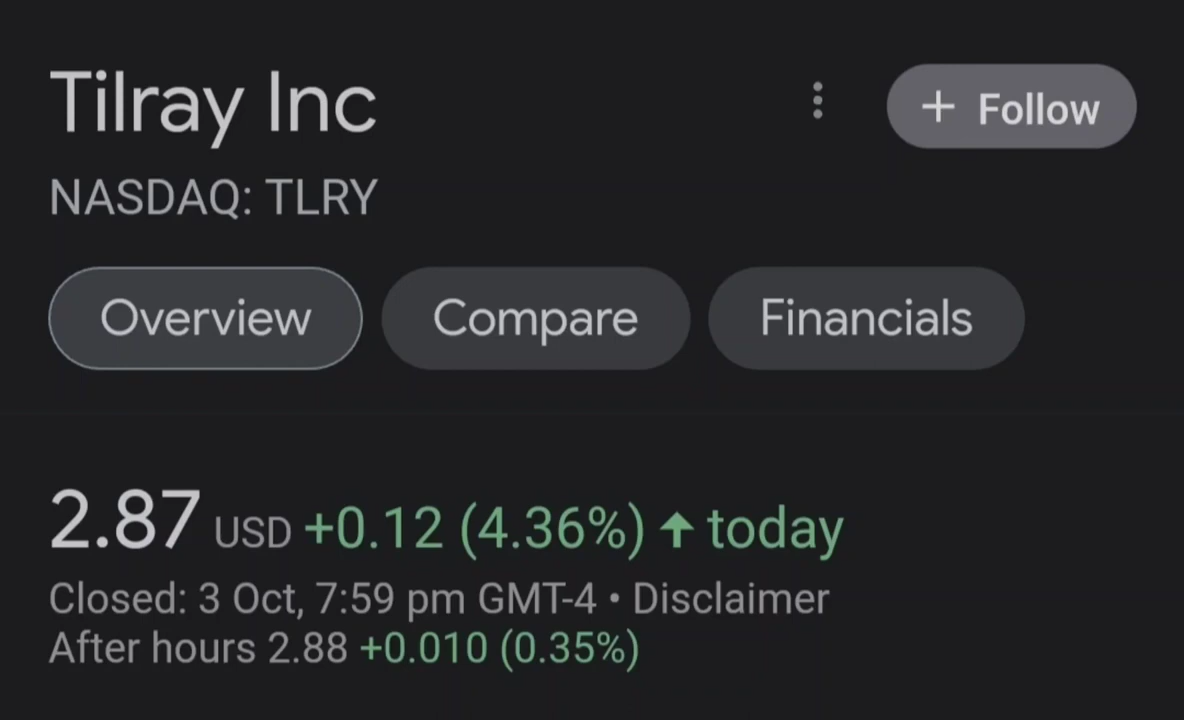 Tilray Inc
+ Follow
NASDAQ: TLRY
Overview Compare Financials
2.87 USD +0.12 (4.36%) ↑ today
Closed: 3 Oct, 7:59 pm GMT-4 • Disclaimer
After hours 2.88 +0.010 (0.35%)